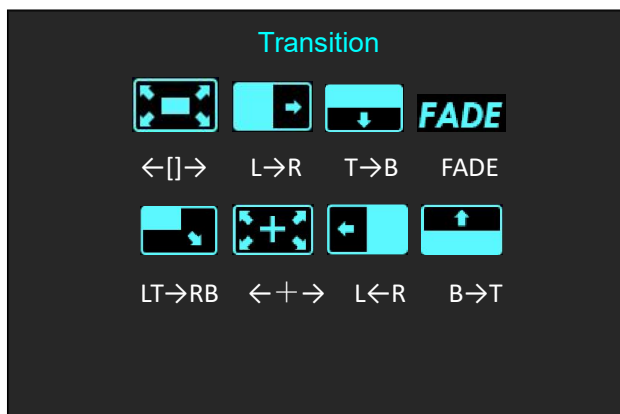 Transition
FADE
←[]→ L→R T→B FADE
LT→RB ←+→ L←R B→T